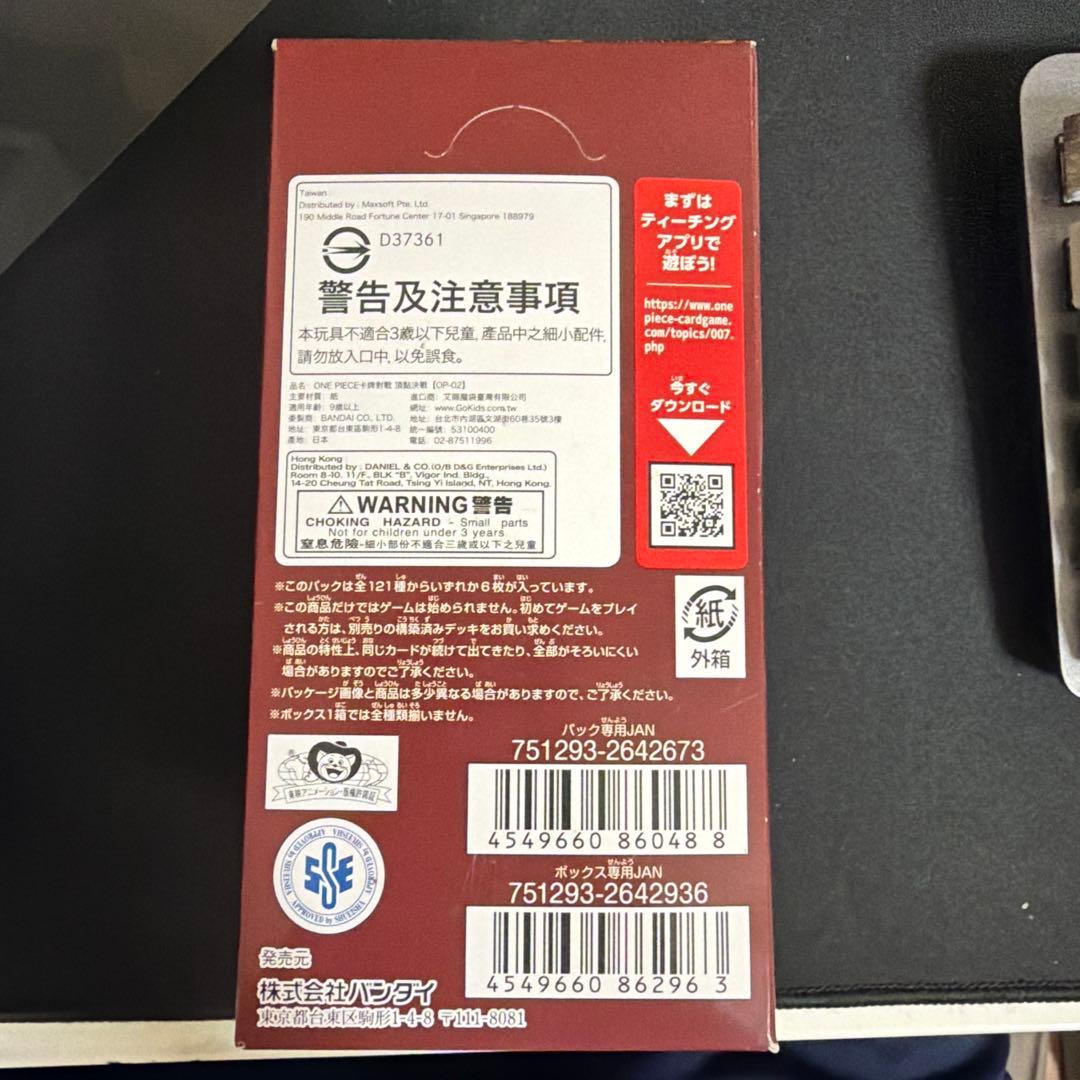 Taiwan :
Distributed by : Maxsoft Pte. Ltd.
190 Middle Road Fortune Center 17-01 Singapore 188979
D37361
警告及注意事項
本玩具不適合3歲以下兒童, 產品中之細小配件,
請勿放入口中, 以免誤食。
品名: ONE PIECE卡牌對戰 頂點決戰【OP-02】
主要材質: 紙
進口商: 艾薩魔袋臺灣有限公司
適用年齡: 9歲以上
網址: www.GoKids.com.tw
委製商: BANDAI CO., LTD.
地址: 台北市內湖區文湖街60巷35號3樓
地址: 東京都台東區駒形1-4-8
統一編號: 53100400
產地: 日本
電話: 02-87511996
Hong Kong :
Distributed by : DANIEL & CO.(O/B D&G Enterprises Ltd.)
Room 8-10, 11/F., BLK "B", Vigor Ind. Bldg.,
14-20 Cheung Tat Road, Tsing Yi Island, NT, Hong Kong.
WARNING 警告
CHOKING HAZARD - Small parts
Not for children under 3 years
窒息危險-細小部份不適合三歲或以下之兒童
まずは
ティーチング
アプリで
遊ぼう!
https://www.one
piece-cardgame.
com/topics/007.
php
今すぐ
ダウンロード
紙
外箱
※このパックは全121種からいずれか6枚が入っています。
※この商品だけではゲームは始められません。初めてゲームをプレイ
される方は、別売りの構築済みデッキをお買い求めください。
※商品の特性上、同じカードが続けて出てきたり、全部がそろいにくい
場合がありますのでご了承ください。
※パッケージ画像と商品は多少異なる場合がありますので、ご了承ください。
※ボックス1箱では全種類揃いません。
パック専用JAN
751293-2642673
4549660 86048 8
ボックス専用JAN
751293-2642936
4549660 86296 3
東映アニメーション・版権許諾証
APPROVED by SHUEISHA
APPROVED by SHUEISHA
APPROVED by SHUEISHA
発売元
株式会社バンダイ
東京都台東区駒形1-4-8 〒111-8081